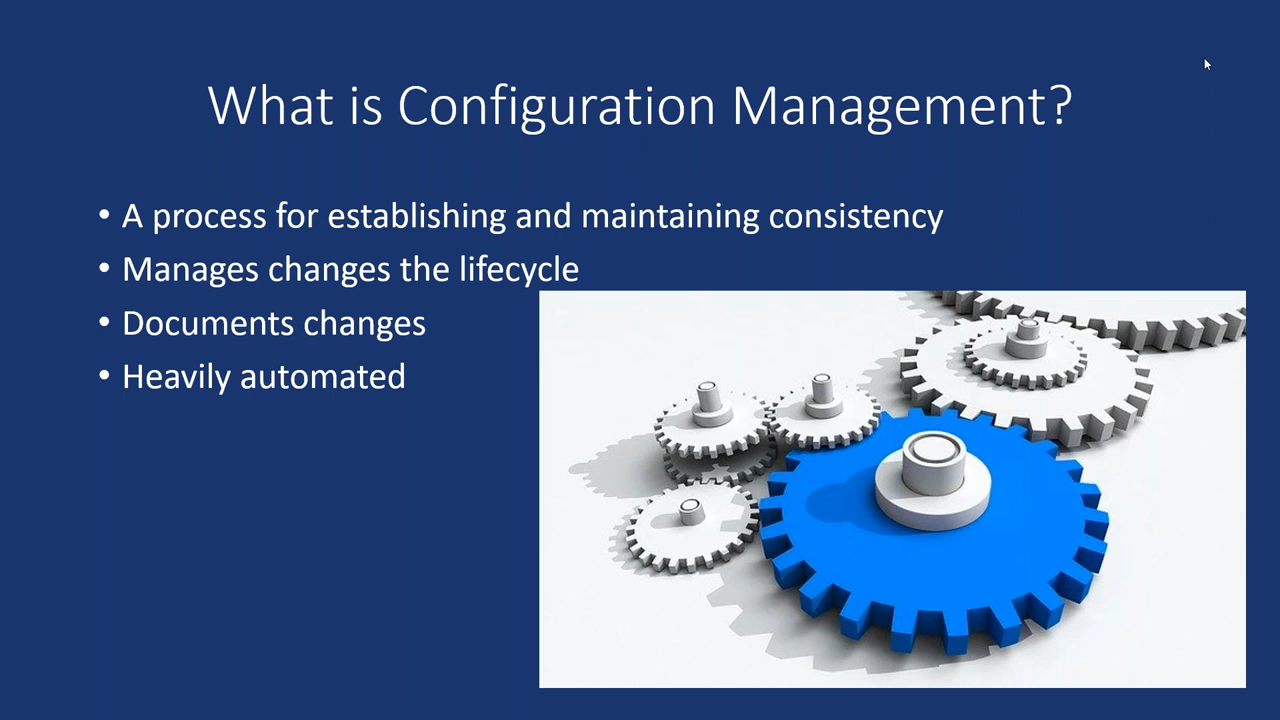 What is Configuration Management?
• A process for establishing and maintaining consistency
• Manages changes the lifecycle
• Documents changes
• Heavily automated